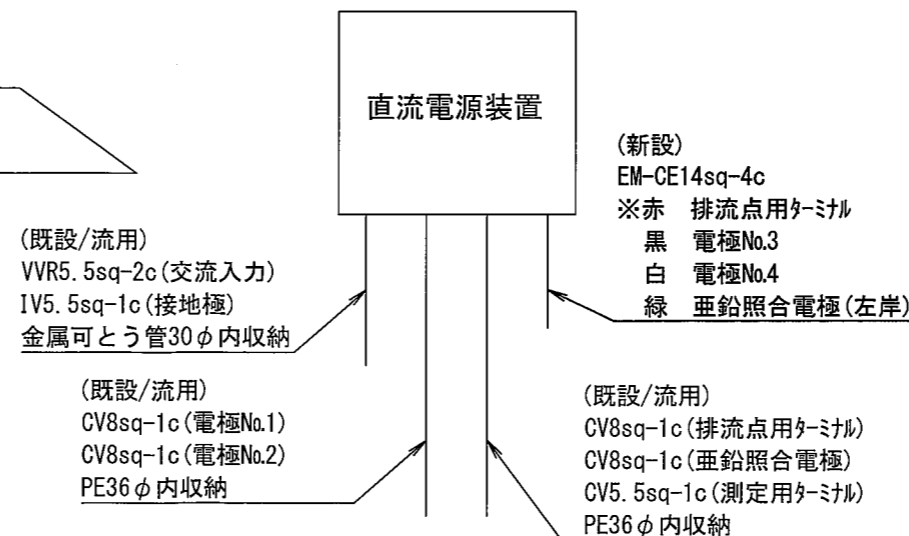 直流電源装置
(新設)
EM-CE14sq-4c
※赤 排流点用ﾀｰﾐﾅﾙ
黒 電極No.3
白 電極No.4
緑 亜鉛照合電極(左岸)
(既設/流用)
VVR5.5sq-2c(交流入力)
IV5.5sq-1c(接地極)
金属可とう管30φ内収納
(既設/流用)
CV8sq-1c(電極No.1)
CV8sq-1c(電極No.2)
PE36φ内収納
(既設/流用)
CV8sq-1c(排流点用ﾀｰﾐﾅﾙ)
CV8sq-1c(亜鉛照合電極)
CV5.5sq-1c(測定用ﾀｰﾐﾅﾙ)
PE36φ内収納